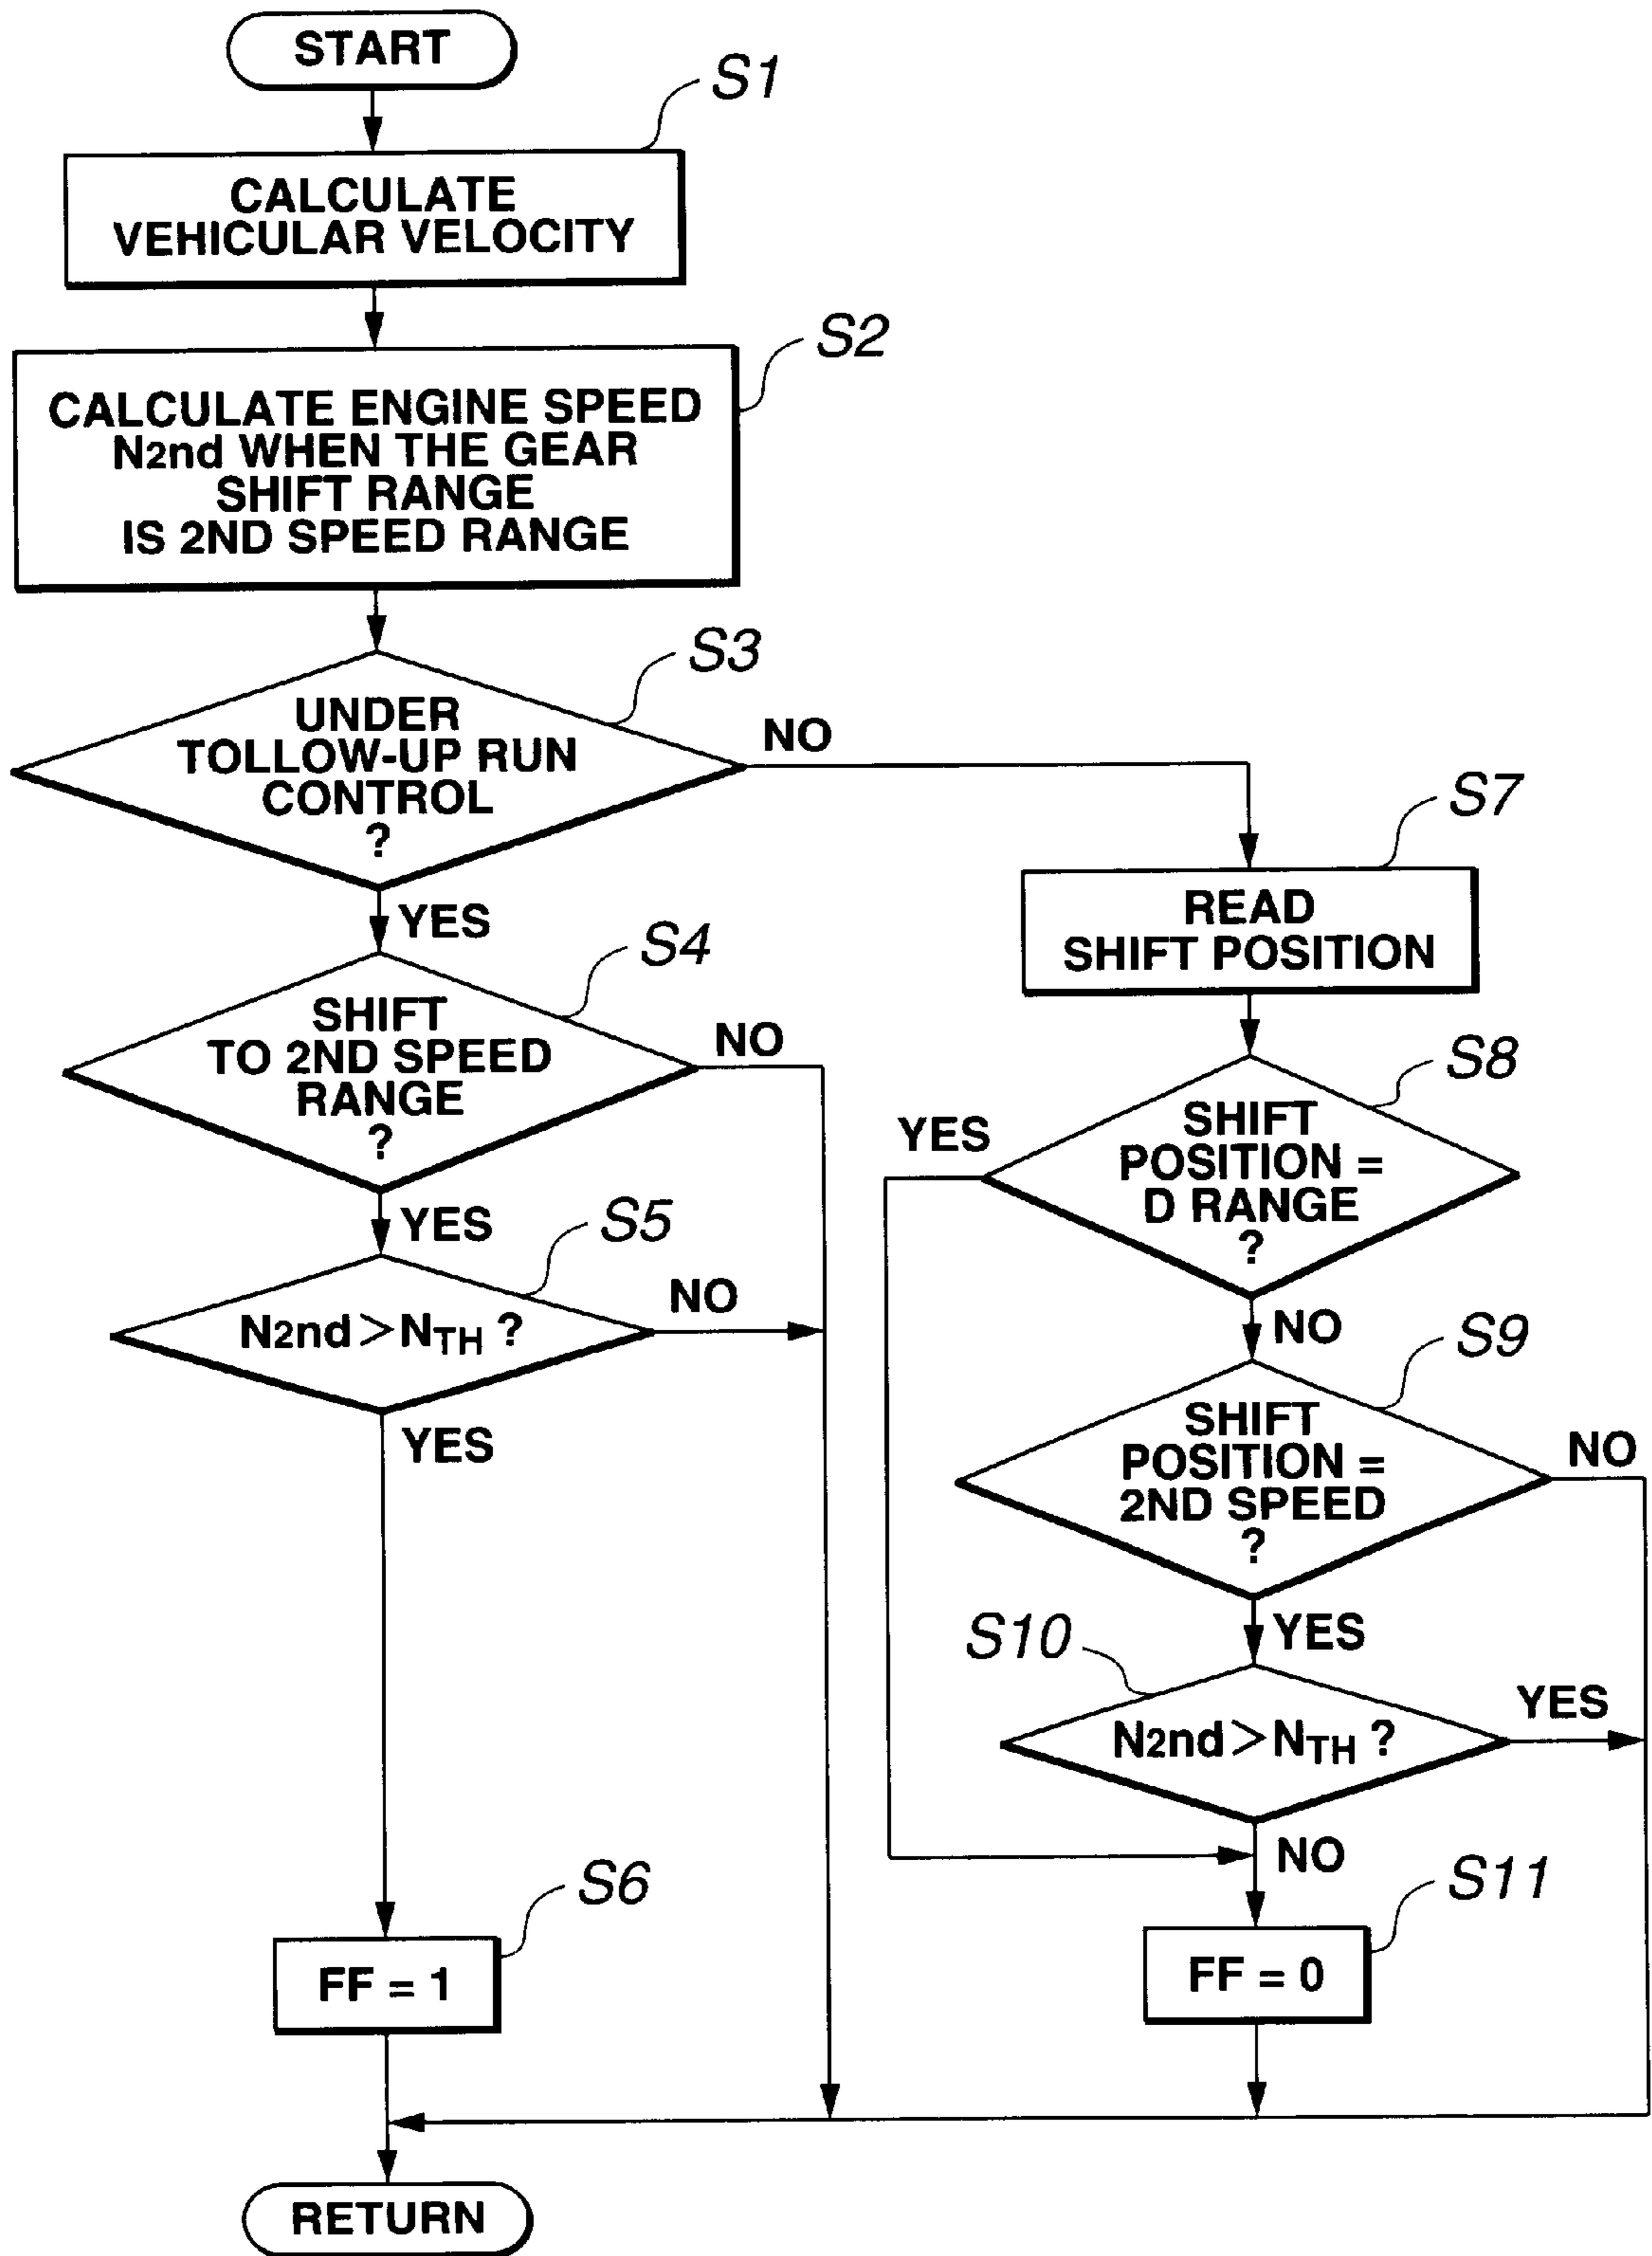 START
S1
CALCULATE
VEHICULAR VELOCITY
S2
CALCULATE ENGINE SPEED
N2nd WHEN THE GEAR
SHIFT RANGE
IS 2ND SPEED RANGE
S3
UNDER
TOLLOW-UP RUN
CONTROL
?
NO
YES
S4
SHIFT
TO 2ND SPEED
RANGE
?
NO
YES
S5
N2nd > NTH ?
NO
YES
S6
FF = 1
S7
READ
SHIFT POSITION
S8
SHIFT
POSITION =
D RANGE
?
YES
NO
S9
SHIFT
POSITION =
2ND SPEED
?
NO
YES
S10
N2nd > NTH ?
YES
NO
S11
FF = 0
RETURN